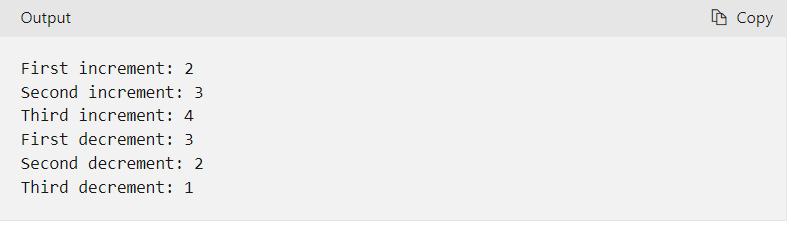 Output
Copy
First increment: 2
Second increment: 3
Third increment: 4
First decrement: 3
Second decrement: 2
Third decrement: 1